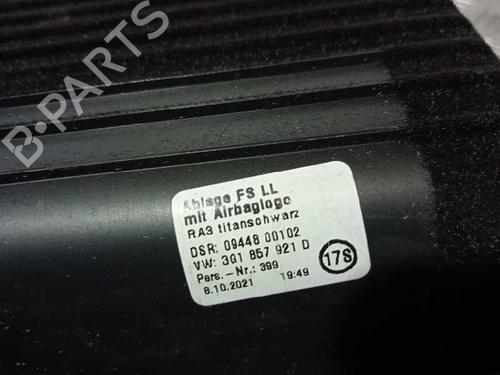 B-PARTS
Ablage FS LL
mit Airbaglogo
RA3 titanschwarz
DSR: 09448 00102
VW: 3G1 857 921 D
Pers.-Nr.: 399
8.10.2021 19:49
17S